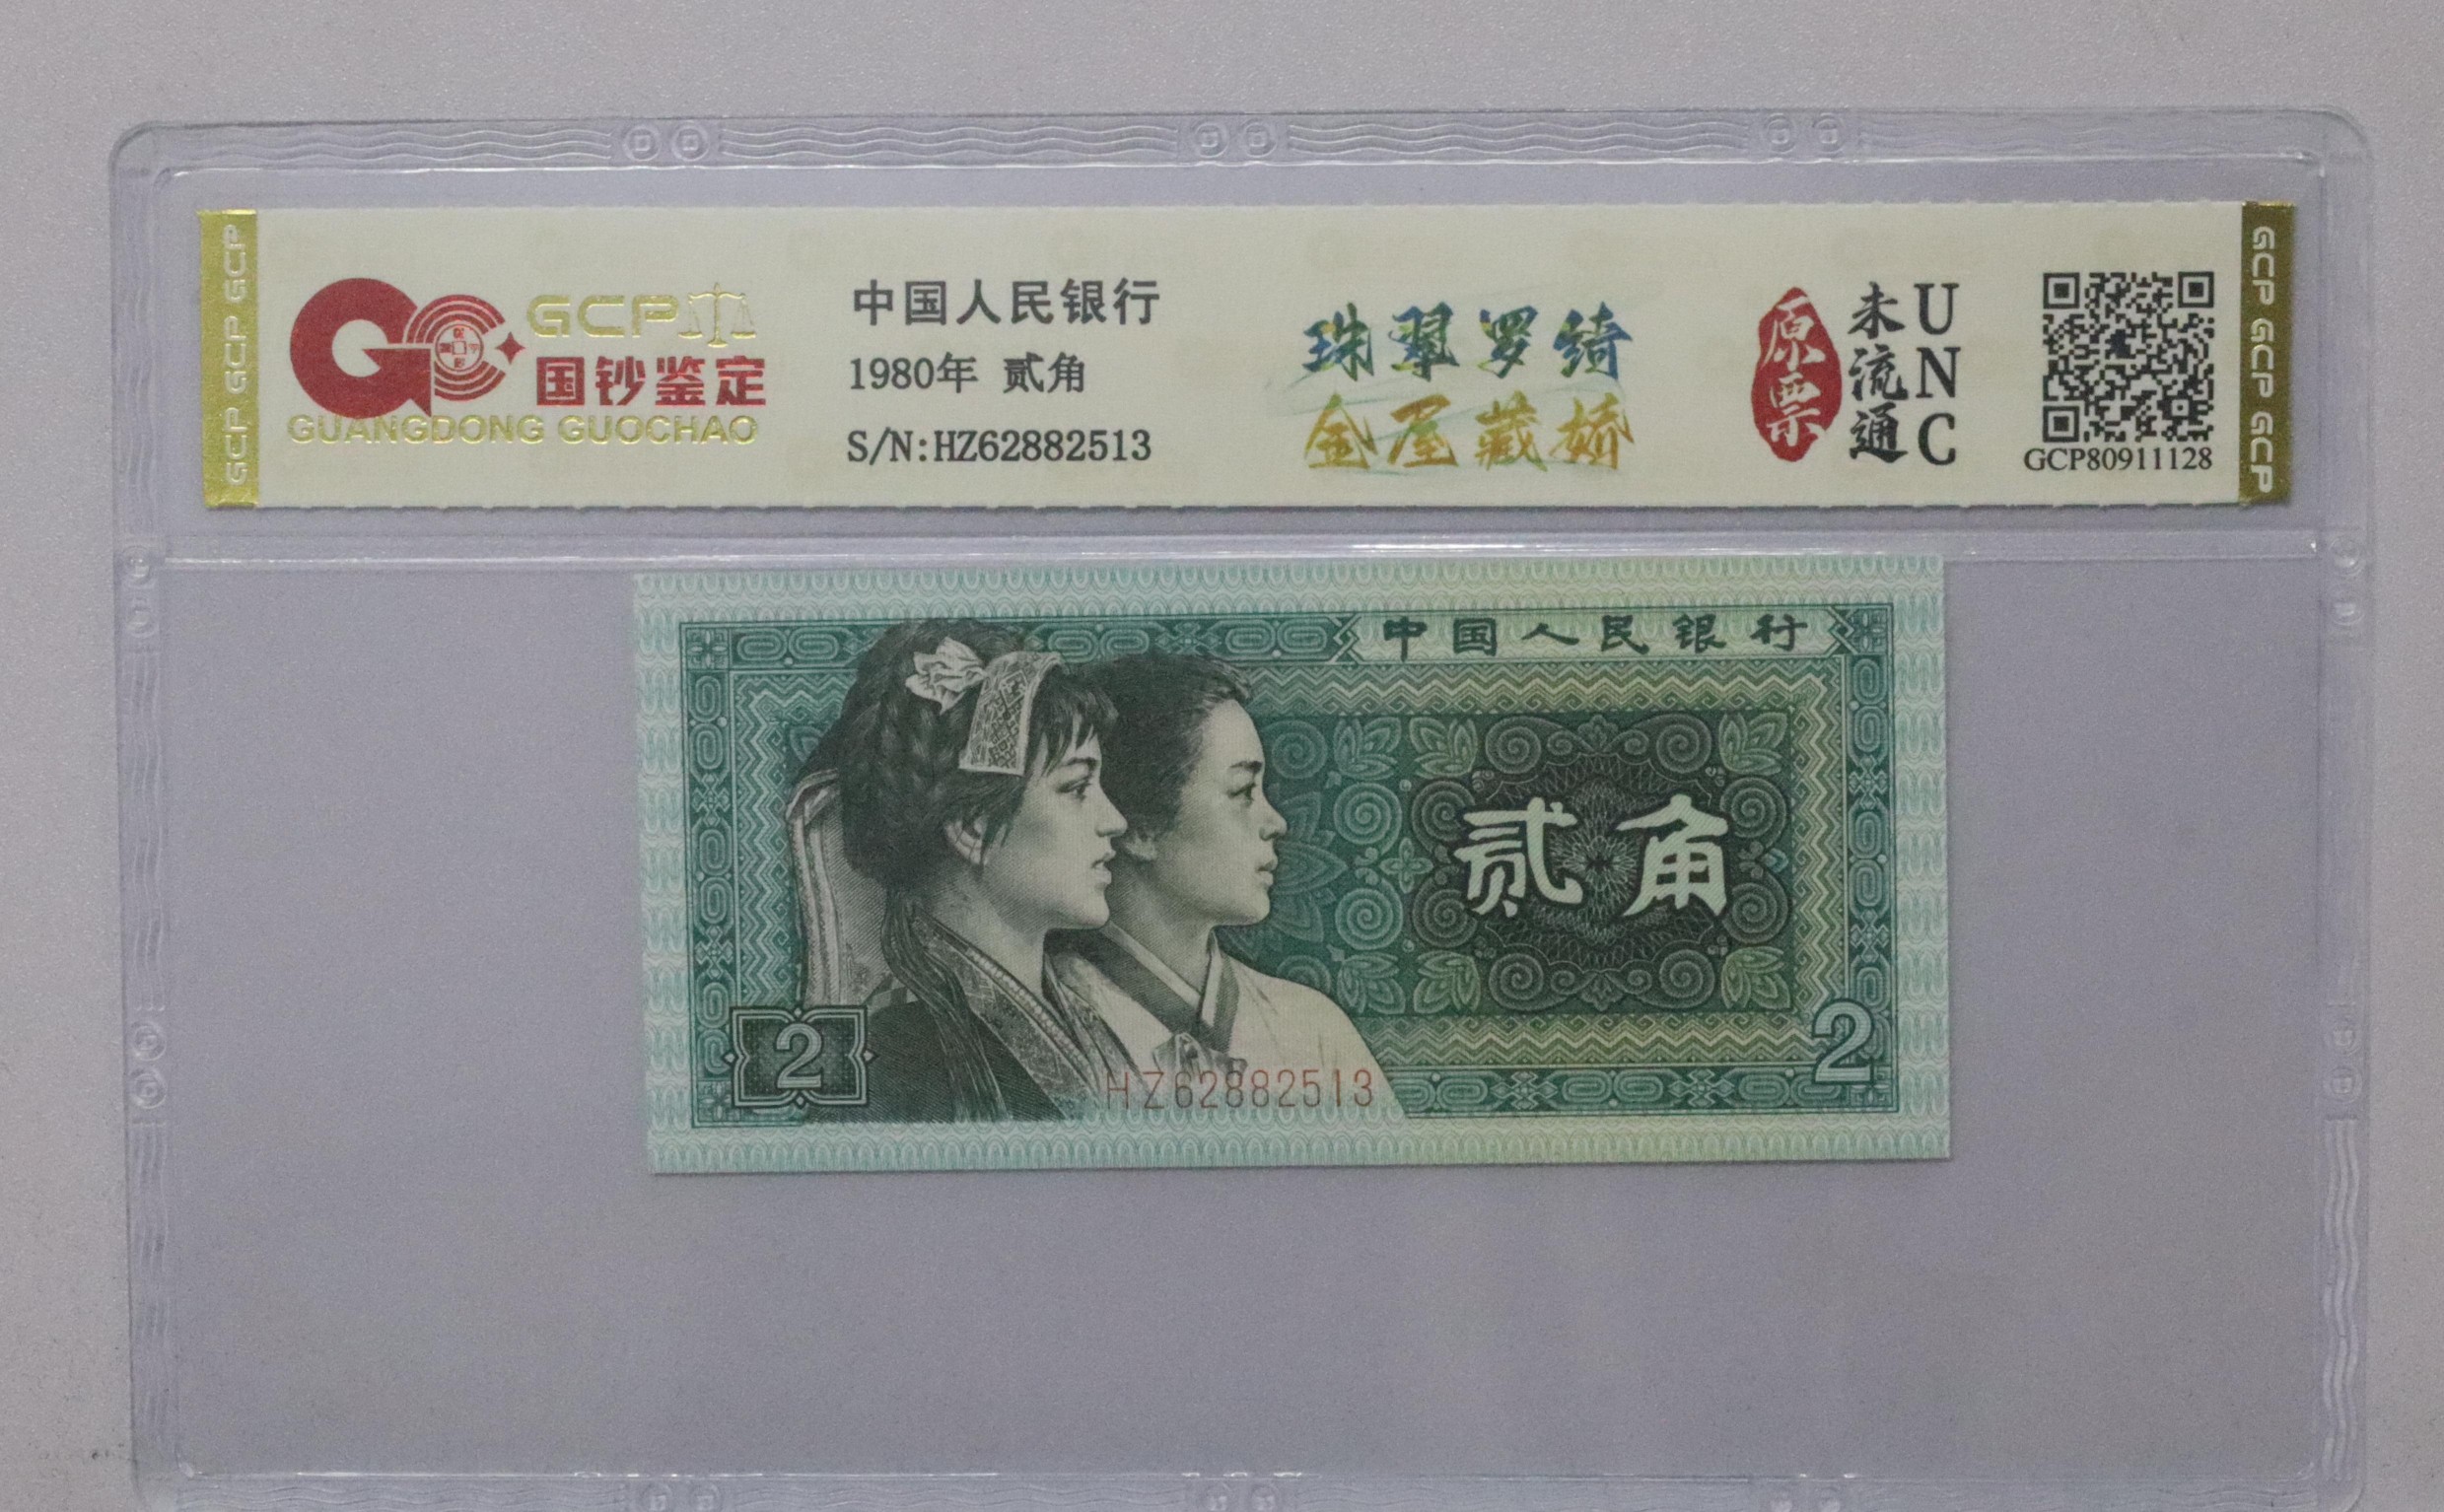 GCP GCP GCP
GCP
国钞鉴定
GUANGDONG GUOCHAO
中国人民银行
1980年 贰角
S/N:HZ62882513
珠翠罗绮
金屋藏娇
原票
未流通
UNC
GCP80911128
GCP GCP GCP
中国人民银行
贰角
2
2
HZ62882513